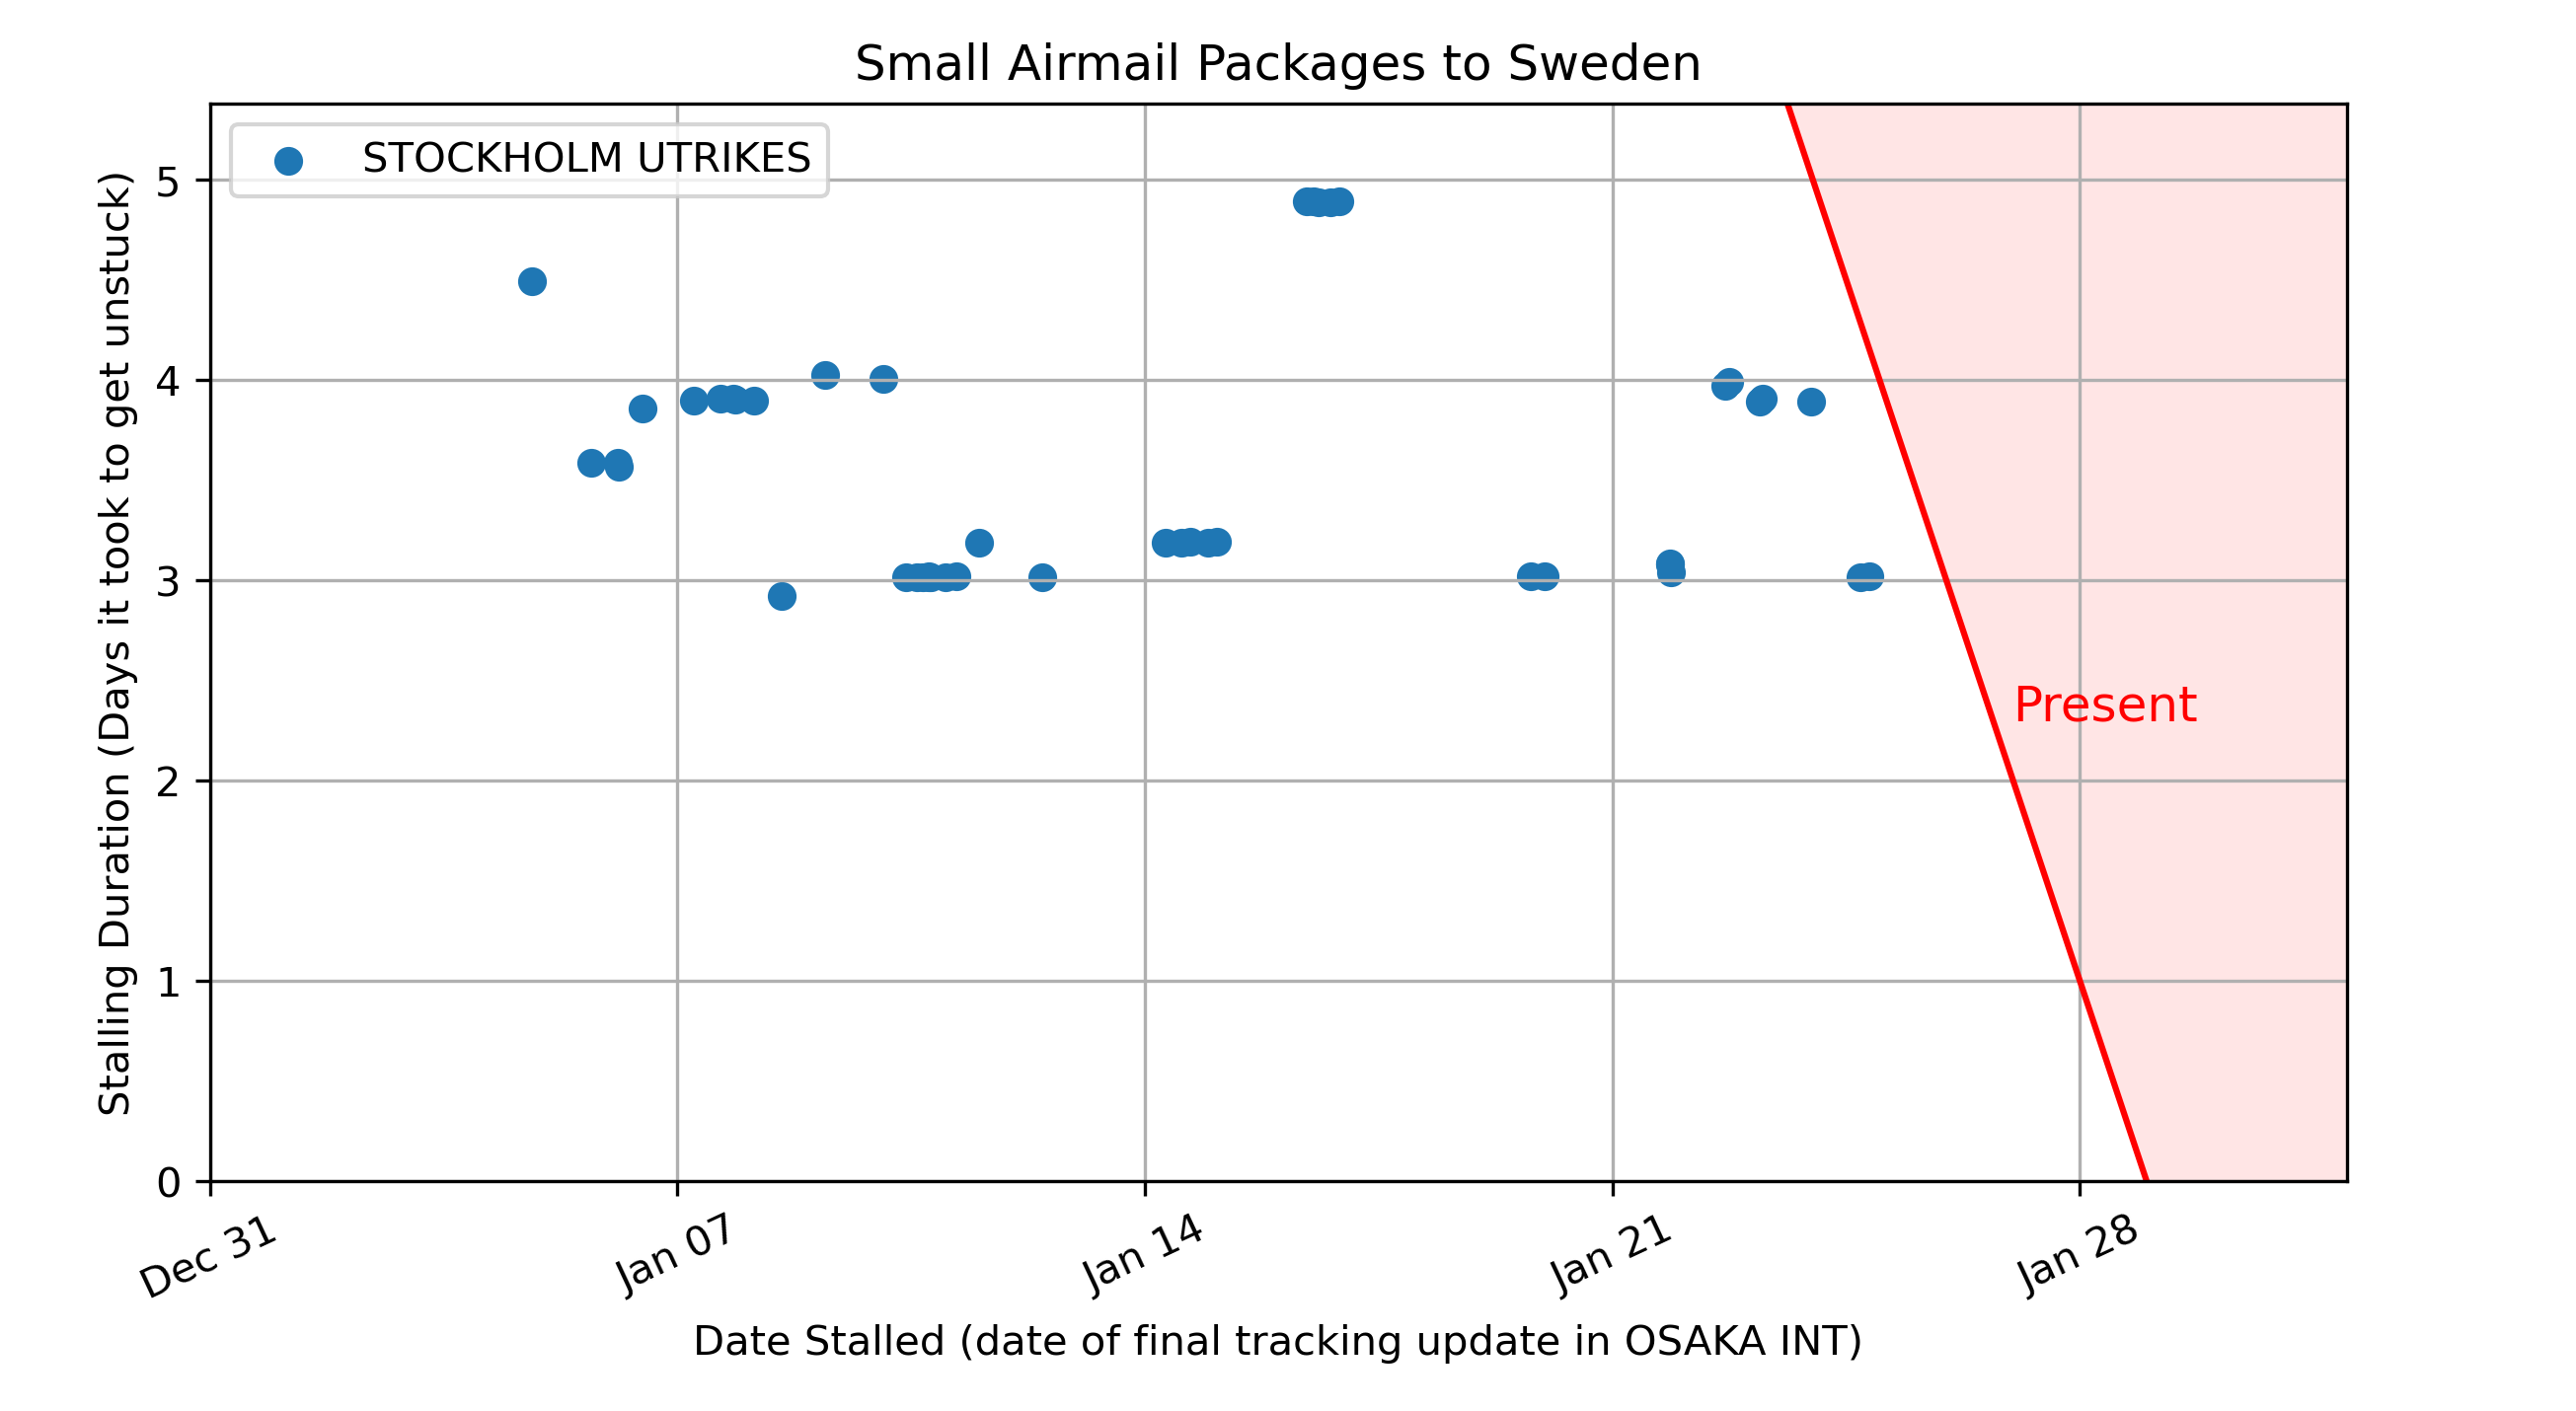 Small Airmail Packages to Sweden
STOCKHOLM UTRIKES
Stalling Duration (Days it took to get unstuck)
5
4
3
2
1
0
Present
Dec 31
Jan 07
Jan 14
Jan 21
Jan 28
Date Stalled (date of final tracking update in OSAKA INT)